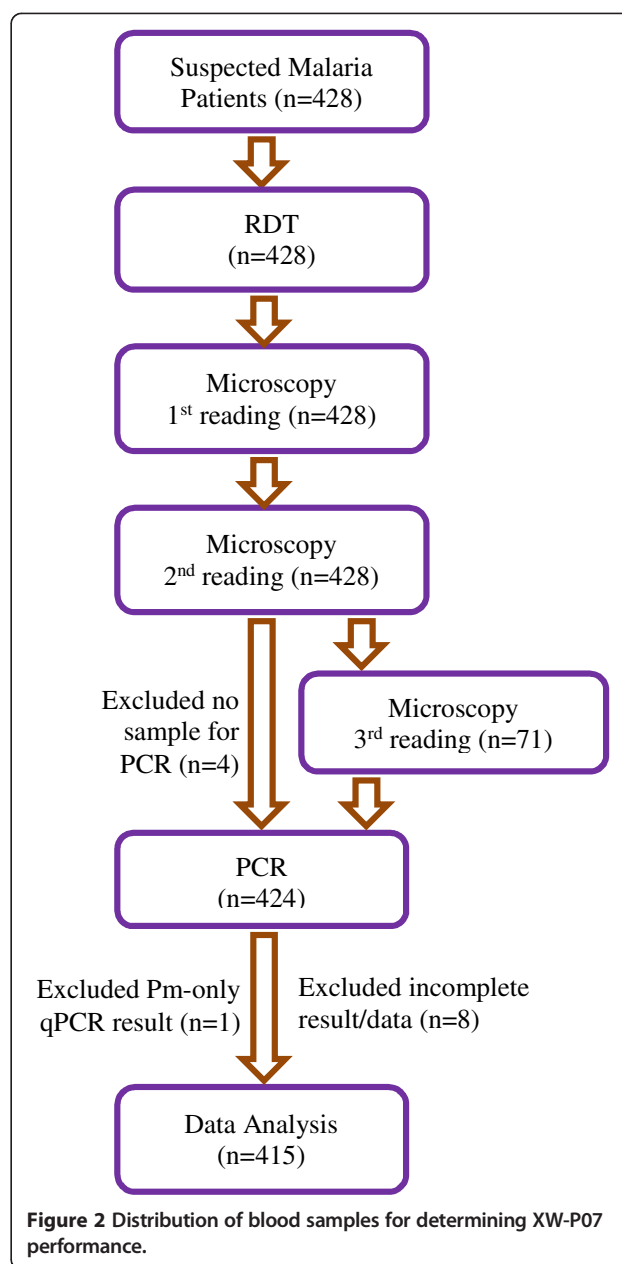 Suspected Malaria
Patients (n=428)
RDT
(n=428)
Microscopy
1st reading (n=428)
Microscopy
2nd reading (n=428)
Excluded no
sample for
PCR (n=4)
Microscopy
3rd reading (n=71)
PCR
(n=424)
Excluded Pm-only
qPCR result (n=1)
Excluded incomplete
result/data (n=8)
Data Analysis
(n=415)
Figure 2 Distribution of blood samples for determining XW-P07
performance.